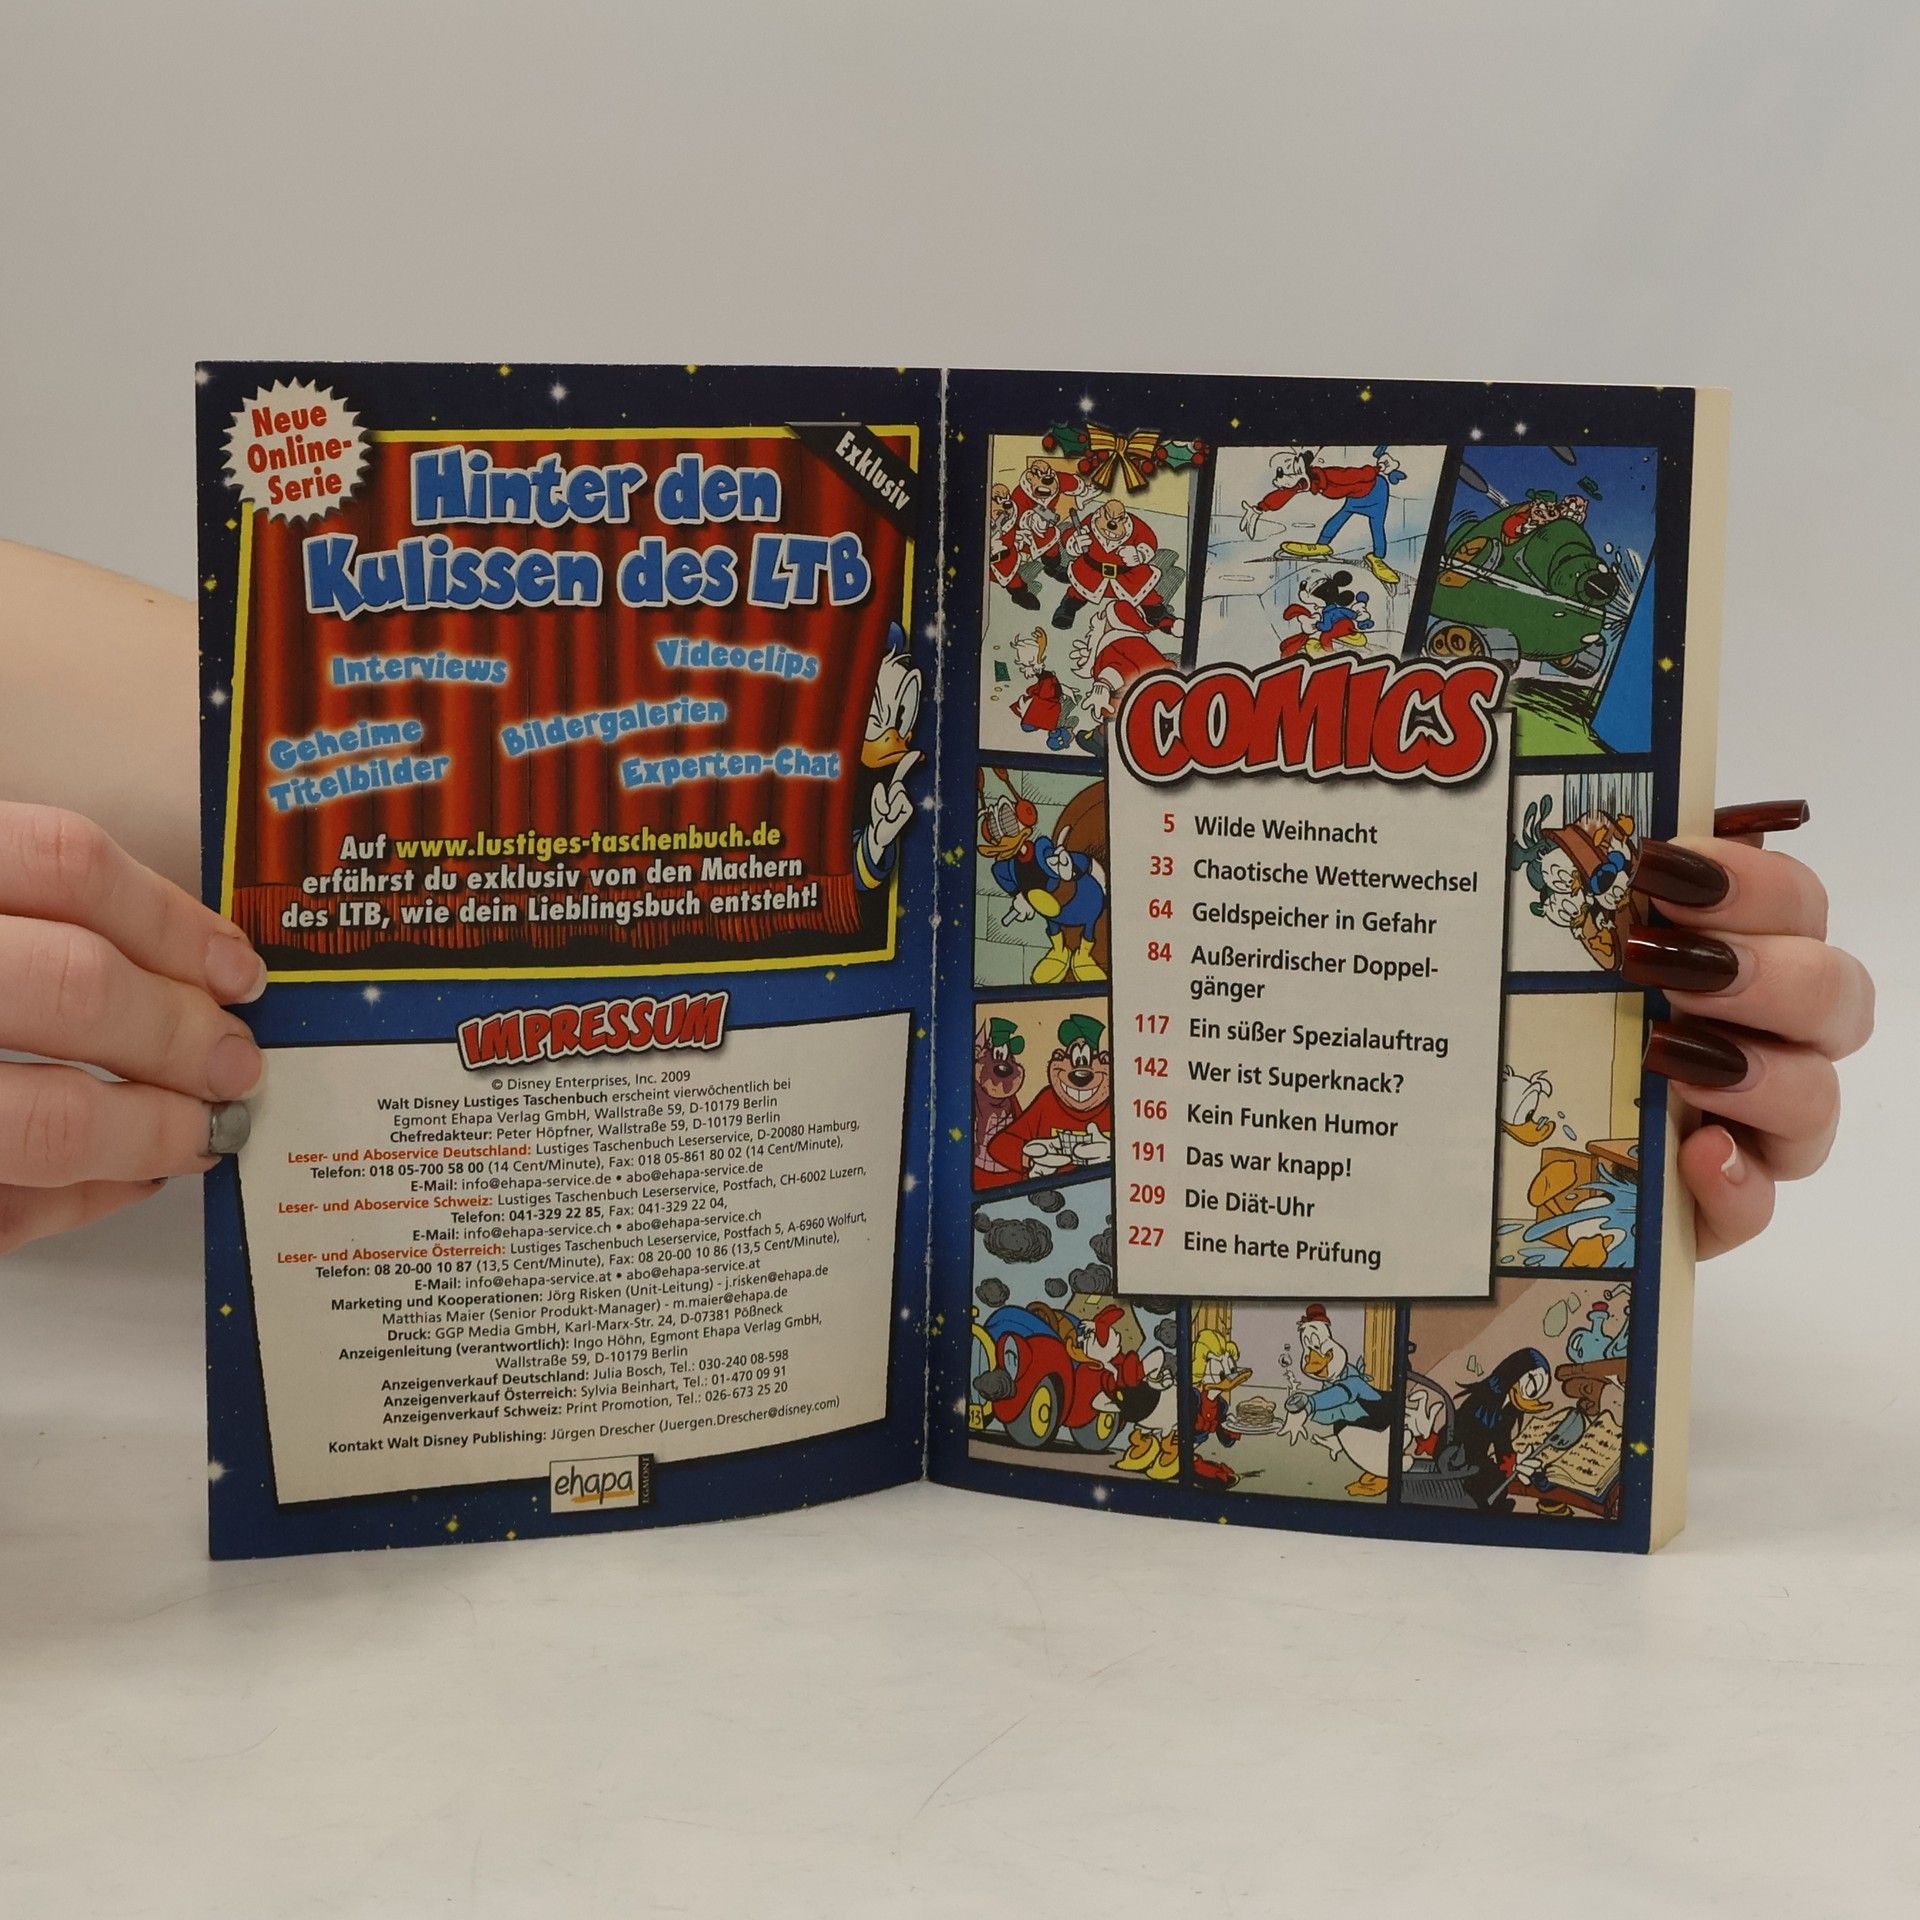 Neue
Online-
Serie
Exklusiv
Hinter den
Kulissen des LTB
Interviews
Videoclips
Geheime
Titelbilder
Bildergalerien
Experten-Chat
Auf www.lustiges-taschenbuch.de
erfährst du exklusiv von den Machern
des LTB, wie dein Lieblingsbuch entsteht!
IMPRESSUM
© Disney Enterprises, Inc. 2009
Walt Disney Lustiges Taschenbuch erscheint vierwöchentlich bei
Egmont Ehapa Verlag GmbH, Wallstraße 59, D-10179 Berlin
Chefredakteur: Peter Höpfner, Wallstraße 59, D-10179 Berlin
Leser- und Aboservice Deutschland: Lustiges Taschenbuch Leserservice, D-20080 Hamburg,
Telefon: 018 05-700 58 00 (14 Cent/Minute), Fax: 018 05-861 80 02 (14 Cent/Minute),
E-Mail: info@ehapa-service.de • abo@ehapa-service.de
Leser- und Aboservice Schweiz: Lustiges Taschenbuch Leserservice, Postfach, CH-6002 Luzern,
Telefon: 041-329 22 85, Fax: 041-329 22 04,
E-Mail: info@ehapa-service.ch • abo@ehapa-service.ch
Leser- und Aboservice Österreich: Lustiges Taschenbuch Leserservice, Postfach 5, A-6960 Wolfurt,
Telefon: 08 20-00 10 87 (13,5 Cent/Minute), Fax: 08 20-00 10 86 (13,5 Cent/Minute),
E-Mail: info@ehapa-service.at • abo@ehapa-service.at
Marketing und Kooperationen: Jörg Risken (Unit-Leitung) - j.risken@ehapa.de
Matthias Maier (Senior Produkt-Manager) - m.maier@ehapa.de
Druck: GGP Media GmbH, Karl-Marx-Str. 24, D-07381 Pößneck
Anzeigenleitung (verantwortlich): Ingo Höhn, Egmont Ehapa Verlag GmbH,
Wallstraße 59, D-10179 Berlin
Anzeigenverkauf Deutschland: Julia Bosch, Tel.: 030-240 08-598
Anzeigenverkauf Österreich: Sylvia Beinhart, Tel.: 01-470 09 91
Anzeigenverkauf Schweiz: Print Promotion, Tel.: 026-673 25 20
Kontakt Walt Disney Publishing: Jürgen Drescher (Juergen.Drescher@disney.com)
ehapa
EGMONT
COMICS
5 Wilde Weihnacht
33 Chaotische Wetterwechsel
64 Geldspeicher in Gefahr
84 Außerirdischer Doppel-
gänger
117 Ein süßer Spezialauftrag
142 Wer ist Superknack?
166 Kein Funken Humor
191 Das war knapp!
209 Die Diät-Uhr
227 Eine harte Prüfung
13